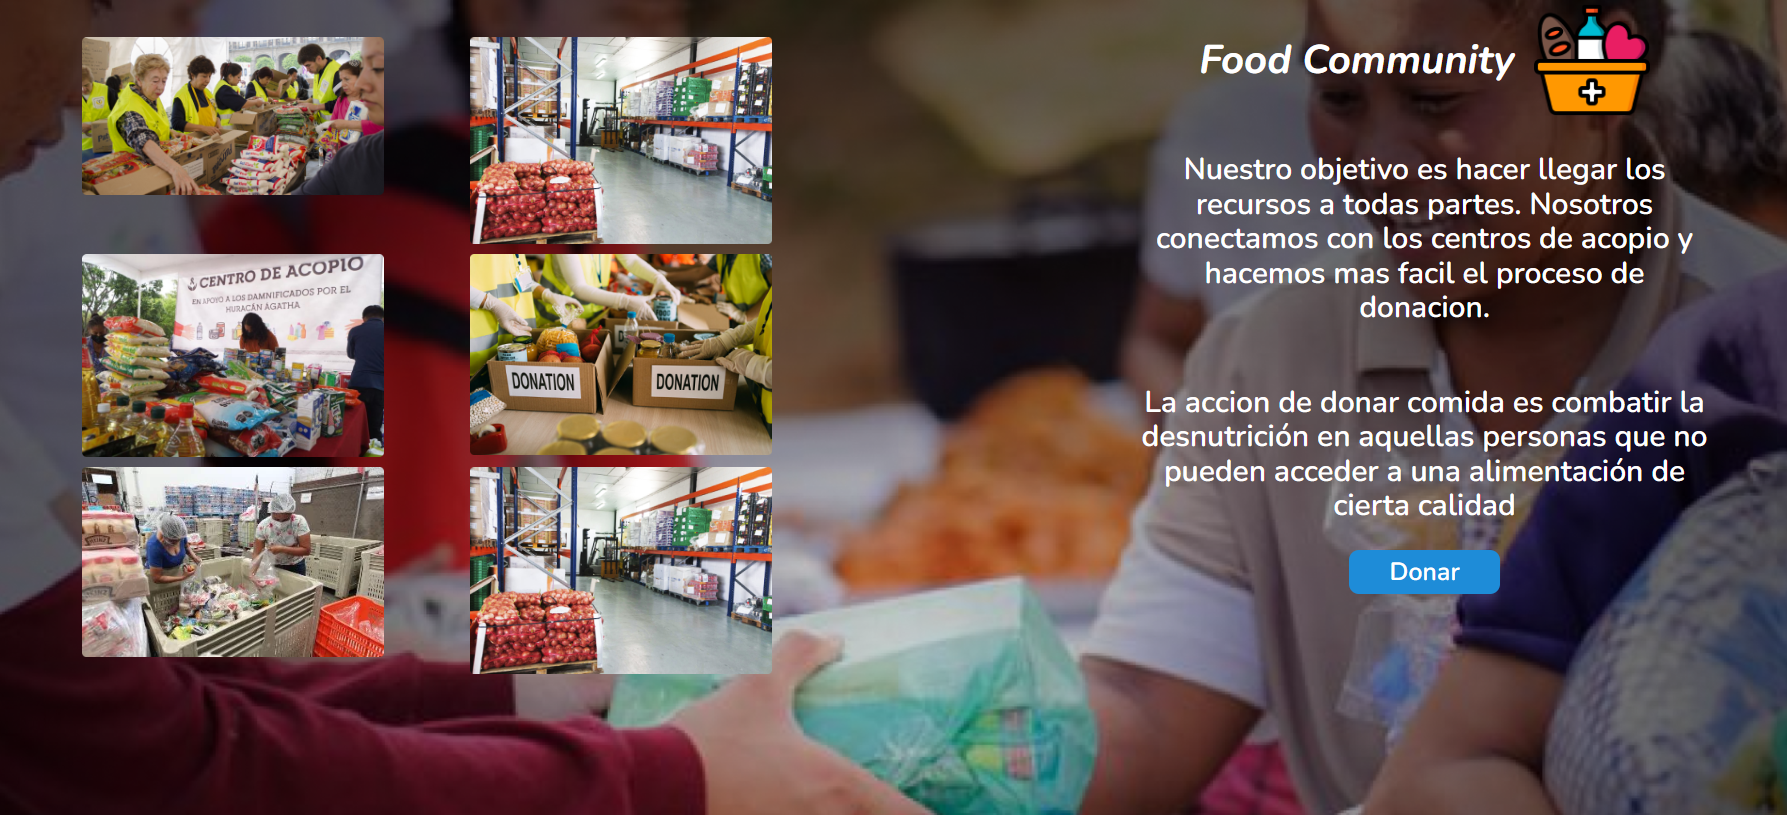 Food Community
Nuestro objetivo es hacer llegar los
recursos a todas partes. Nosotros
conectamos con los centros de acopio y
hacemos mas facil el proceso de
donacion.
La accion de donar comida es combatir la
desnutrición en aquellas personas que no
pueden acceder a una alimentación de
cierta calidad
Donar
CENTRO DE ACOPIO
EN APOYO A LOS DAMNIFICADOS POR EL
HURACÁN AGATHA
DONATION
DONATION